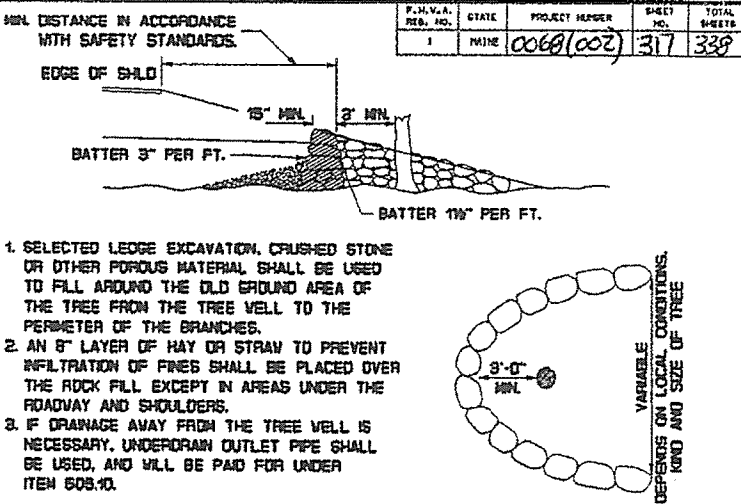 MIN. DISTANCE IN ACCORDANCE
WITH SAFETY STANDARDS.
F.H.W.A. REG. NO. STATE PROJECT NUMBER SHEET NO. TOTAL SHEETS
1 MAINE 0068(002) 317 338
EDGE OF SHLD
15" MIN. 3' MIN.
BATTER 3" PER FT.
BATTER 1½" PER FT.
1. SELECTED LEDGE EXCAVATION, CRUSHED STONE
OR OTHER POROUS MATERIAL SHALL BE USED
TO FILL AROUND THE OLD GROUND AREA OF
THE TREE FROM THE TREE WELL TO THE
PERIMETER OF THE BRANCHES.
2. AN 8" LAYER OF HAY OR STRAW TO PREVENT
INFILTRATION OF FINES SHALL BE PLACED OVER
THE ROCK FILL EXCEPT IN AREAS UNDER THE
ROADWAY AND SHOULDERS.
3. IF DRAINAGE AWAY FROM THE TREE WELL IS
NECESSARY, UNDERDRAIN OUTLET PIPE SHALL
BE USED, AND WILL BE PAID FOR UNDER
ITEM 605.10.
3'-0"
MIN.
VARIABLE
DEPENDS ON LOCAL CONDITIONS,
KIND AND SIZE OF TREE